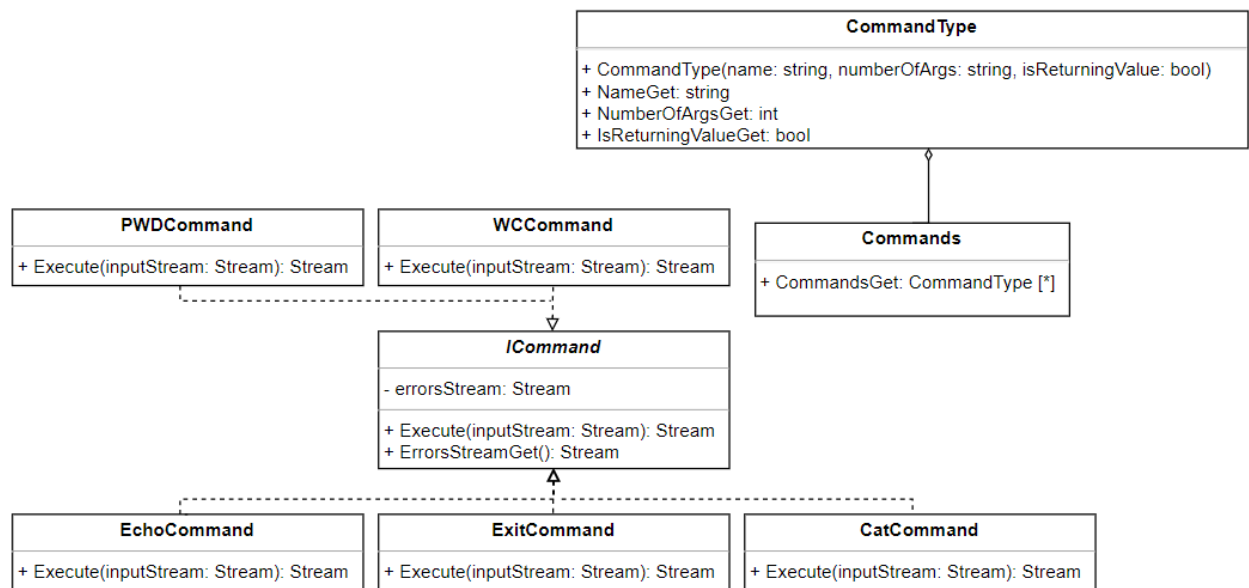 CommandType
+ CommandType(name: string, numberOfArgs: string, isReturningValue: bool)
+ NameGet: string
+ NumberOfArgsGet: int
+ IsReturningValueGet: bool
PWDCommand
+ Execute(inputStream: Stream): Stream
WCCommand
+ Execute(inputStream: Stream): Stream
Commands
+ CommandsGet: CommandType [*]
ICommand
- errorsStream: Stream
+ Execute(inputStream: Stream): Stream
+ ErrorsStreamGet(): Stream
EchoCommand
+ Execute(inputStream: Stream): Stream
ExitCommand
+ Execute(inputStream: Stream): Stream
CatCommand
+ Execute(inputStream: Stream): Stream